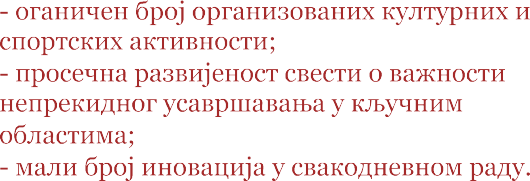 - оганичен број организованих културних и
спортских активности;
- просечна развијеност свести о важности
непрекидног усавршавања у кључним
областима;
- мали број иновација у свакодневном раду.